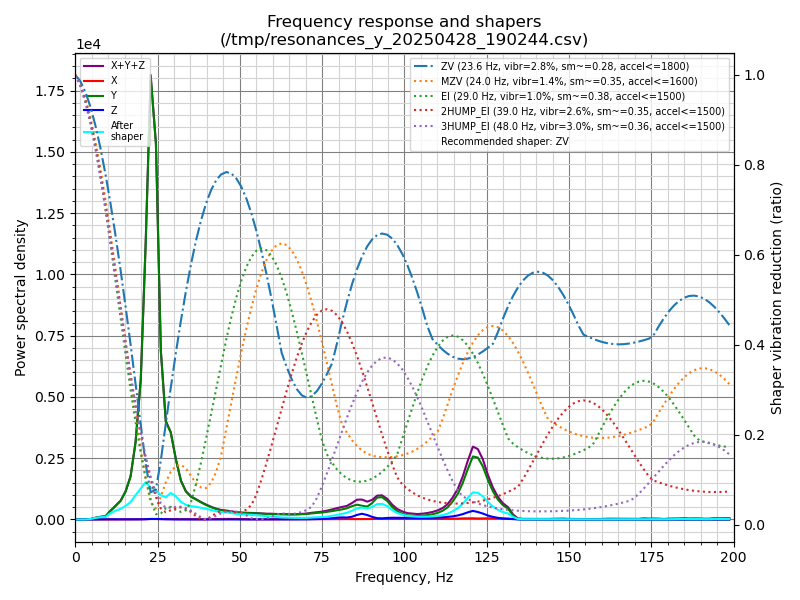 Frequency response and shapers
(/tmp/resonances_y_20250428_190244.csv)
1e4
X+Y+Z
X
Y
Z
After
shaper
ZV (23.6 Hz, vibr=2.8%, sm~=0.28, accel<=1800)
MZV (24.0 Hz, vibr=1.4%, sm~=0.35, accel<=1600)
EI (29.0 Hz, vibr=1.0%, sm~=0.38, accel<=1500)
2HUMP_EI (39.0 Hz, vibr=2.6%, sm~=0.35, accel<=1500)
3HUMP_EI (48.0 Hz, vibr=3.0%, sm~=0.36, accel<=1500)
Recommended shaper: ZV
1.75
1.50
1.25
1.00
0.75
0.50
0.25
0.00
Power spectral density
1.0
0.8
0.6
0.4
0.2
0.0
Shaper vibration reduction (ratio)
0 25 50 75 100 125 150 175 200
Frequency, Hz